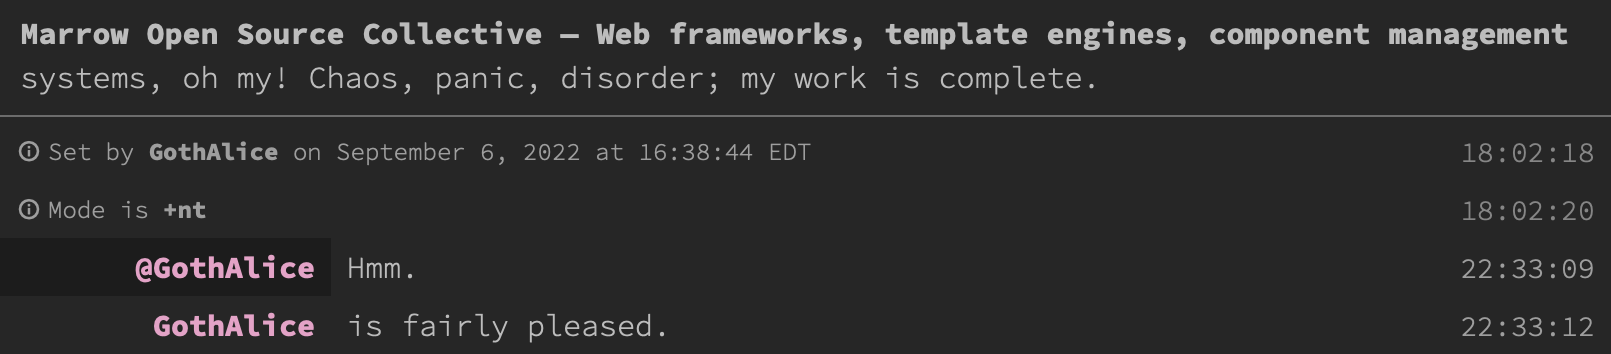 Marrow Open Source Collective — Web frameworks, template engines, component management
systems, oh my! Chaos, panic, disorder; my work is complete.
Set by GothAlice on September 6, 2022 at 16:38:44 EDT 18:02:18
Mode is +nt 18:02:20
@GothAlice Hmm. 22:33:09
GothAlice is fairly pleased. 22:33:12